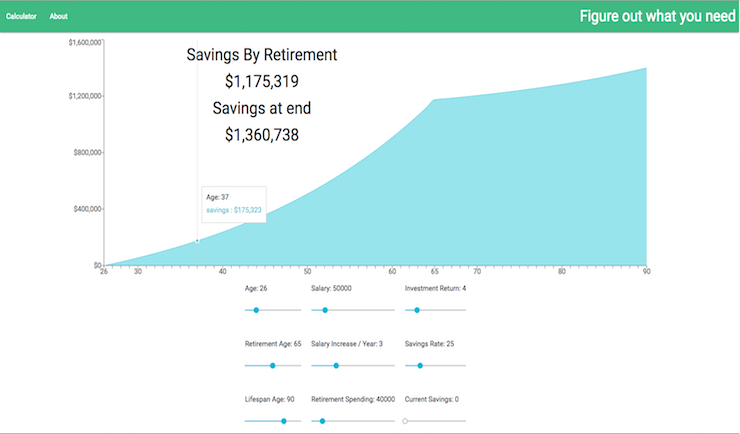 Calculator About Figure out what you need
$1,600,000
Savings By Retirement
$1,175,319
$1,200,000
Savings at end
$1,360,738
$800,000
Age: 37
savings : $175,323
$400,000
$0
26 30 40 50 60 65 70 80 90
Age: 26 Salary: 50000 Investment Return: 4
Retirement Age: 65 Salary Increase / Year: 3 Savings Rate: 25
Lifespan Age: 90 Retirement Spending: 40000 Current Savings: 0